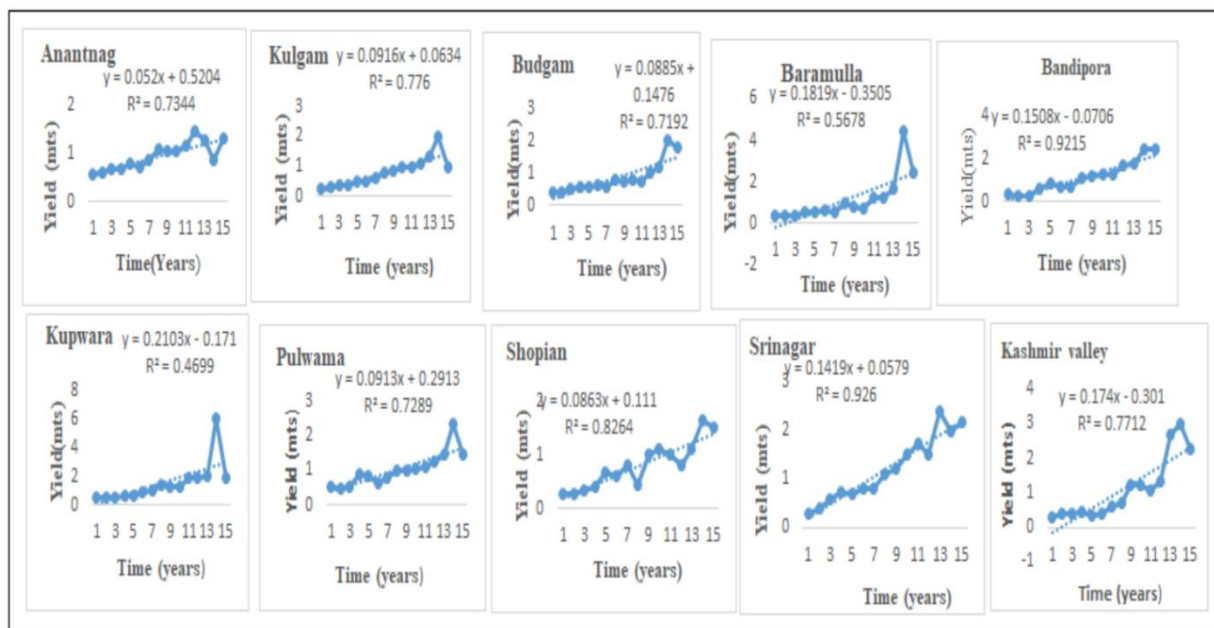 Anantnag
y = 0.052x + 0.5204
R² = 0.7344
2
1
0
Yield (mts)
1 3 5 7 9 11 13 15
Time(Years)
Kulgam
y = 0.0916x + 0.0634
R² = 0.776
3
2
1
0
Yield (mts)
1 3 5 7 9 11 13 15
Time (years)
Budgam
y = 0.0885x +
0.1476
R² = 0.7192
3
2
1
0
Yield(mts)
1 3 5 7 9 11 13 15
Time (years)
Baramulla
y = 0.1819x - 0.3505
R² = 0.5678
6
4
2
0
-2
Yield(mts)
1 3 5 7 9 11 13 15
Time (years)
Bandipora
y = 0.1508x - 0.0706
R² = 0.9215
4
2
0
Yield(mts)
1 3 5 7 9 11 13 15
Time (years)
Kupwara
y = 0.2103x - 0.171
R² = 0.4699
8
6
4
2
0
Yield(mts)
1 3 5 7 9 11 13 15
Time (years)
Pulwama
y = 0.0913x + 0.2913
R² = 0.7289
3
2
1
0
Yield (mts)
1 3 5 7 9 11 13 15
Time (years)
Shopian
y = 0.0863x + 0.111
R² = 0.8264
2
0
Yield (mts)
1 3 5 7 9 11 13 15
Time (years)
Srinagar
y = 0.1419x + 0.0579
R² = 0.926
3
2
1
0
Yield (mts)
1 3 5 7 9 11 13 15
Time (years)
Kashmir valley
y = 0.174x - 0.301
R² = 0.7712
4
3
2
1
0
-1
Yield (mts)
1 3 5 7 9 11 13 15
Time (years)